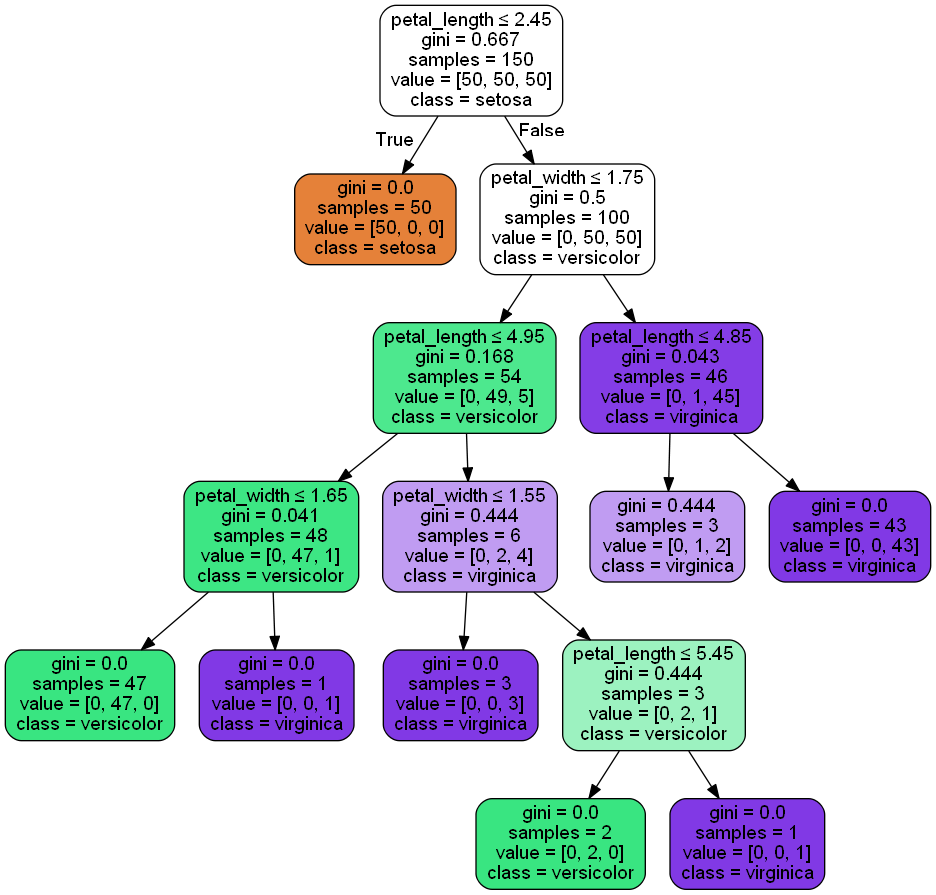 petal_length ≤ 2.45
gini = 0.667
samples = 150
value = [50, 50, 50]
class = setosa
True
False
gini = 0.0
samples = 50
value = [50, 0, 0]
class = setosa
petal_width ≤ 1.75
gini = 0.5
samples = 100
value = [0, 50, 50]
class = versicolor
petal_length ≤ 4.95
gini = 0.168
samples = 54
value = [0, 49, 5]
class = versicolor
petal_length ≤ 4.85
gini = 0.043
samples = 46
value = [0, 1, 45]
class = virginica
petal_width ≤ 1.65
gini = 0.041
samples = 48
value = [0, 47, 1]
class = versicolor
petal_width ≤ 1.55
gini = 0.444
samples = 6
value = [0, 2, 4]
class = virginica
gini = 0.444
samples = 3
value = [0, 1, 2]
class = virginica
gini = 0.0
samples = 43
value = [0, 0, 43]
class = virginica
gini = 0.0
samples = 47
value = [0, 47, 0]
class = versicolor
gini = 0.0
samples = 1
value = [0, 0, 1]
class = virginica
gini = 0.0
samples = 3
value = [0, 0, 3]
class = virginica
petal_length ≤ 5.45
gini = 0.444
samples = 3
value = [0, 2, 1]
class = versicolor
gini = 0.0
samples = 2
value = [0, 2, 0]
class = versicolor
gini = 0.0
samples = 1
value = [0, 0, 1]
class = virginica